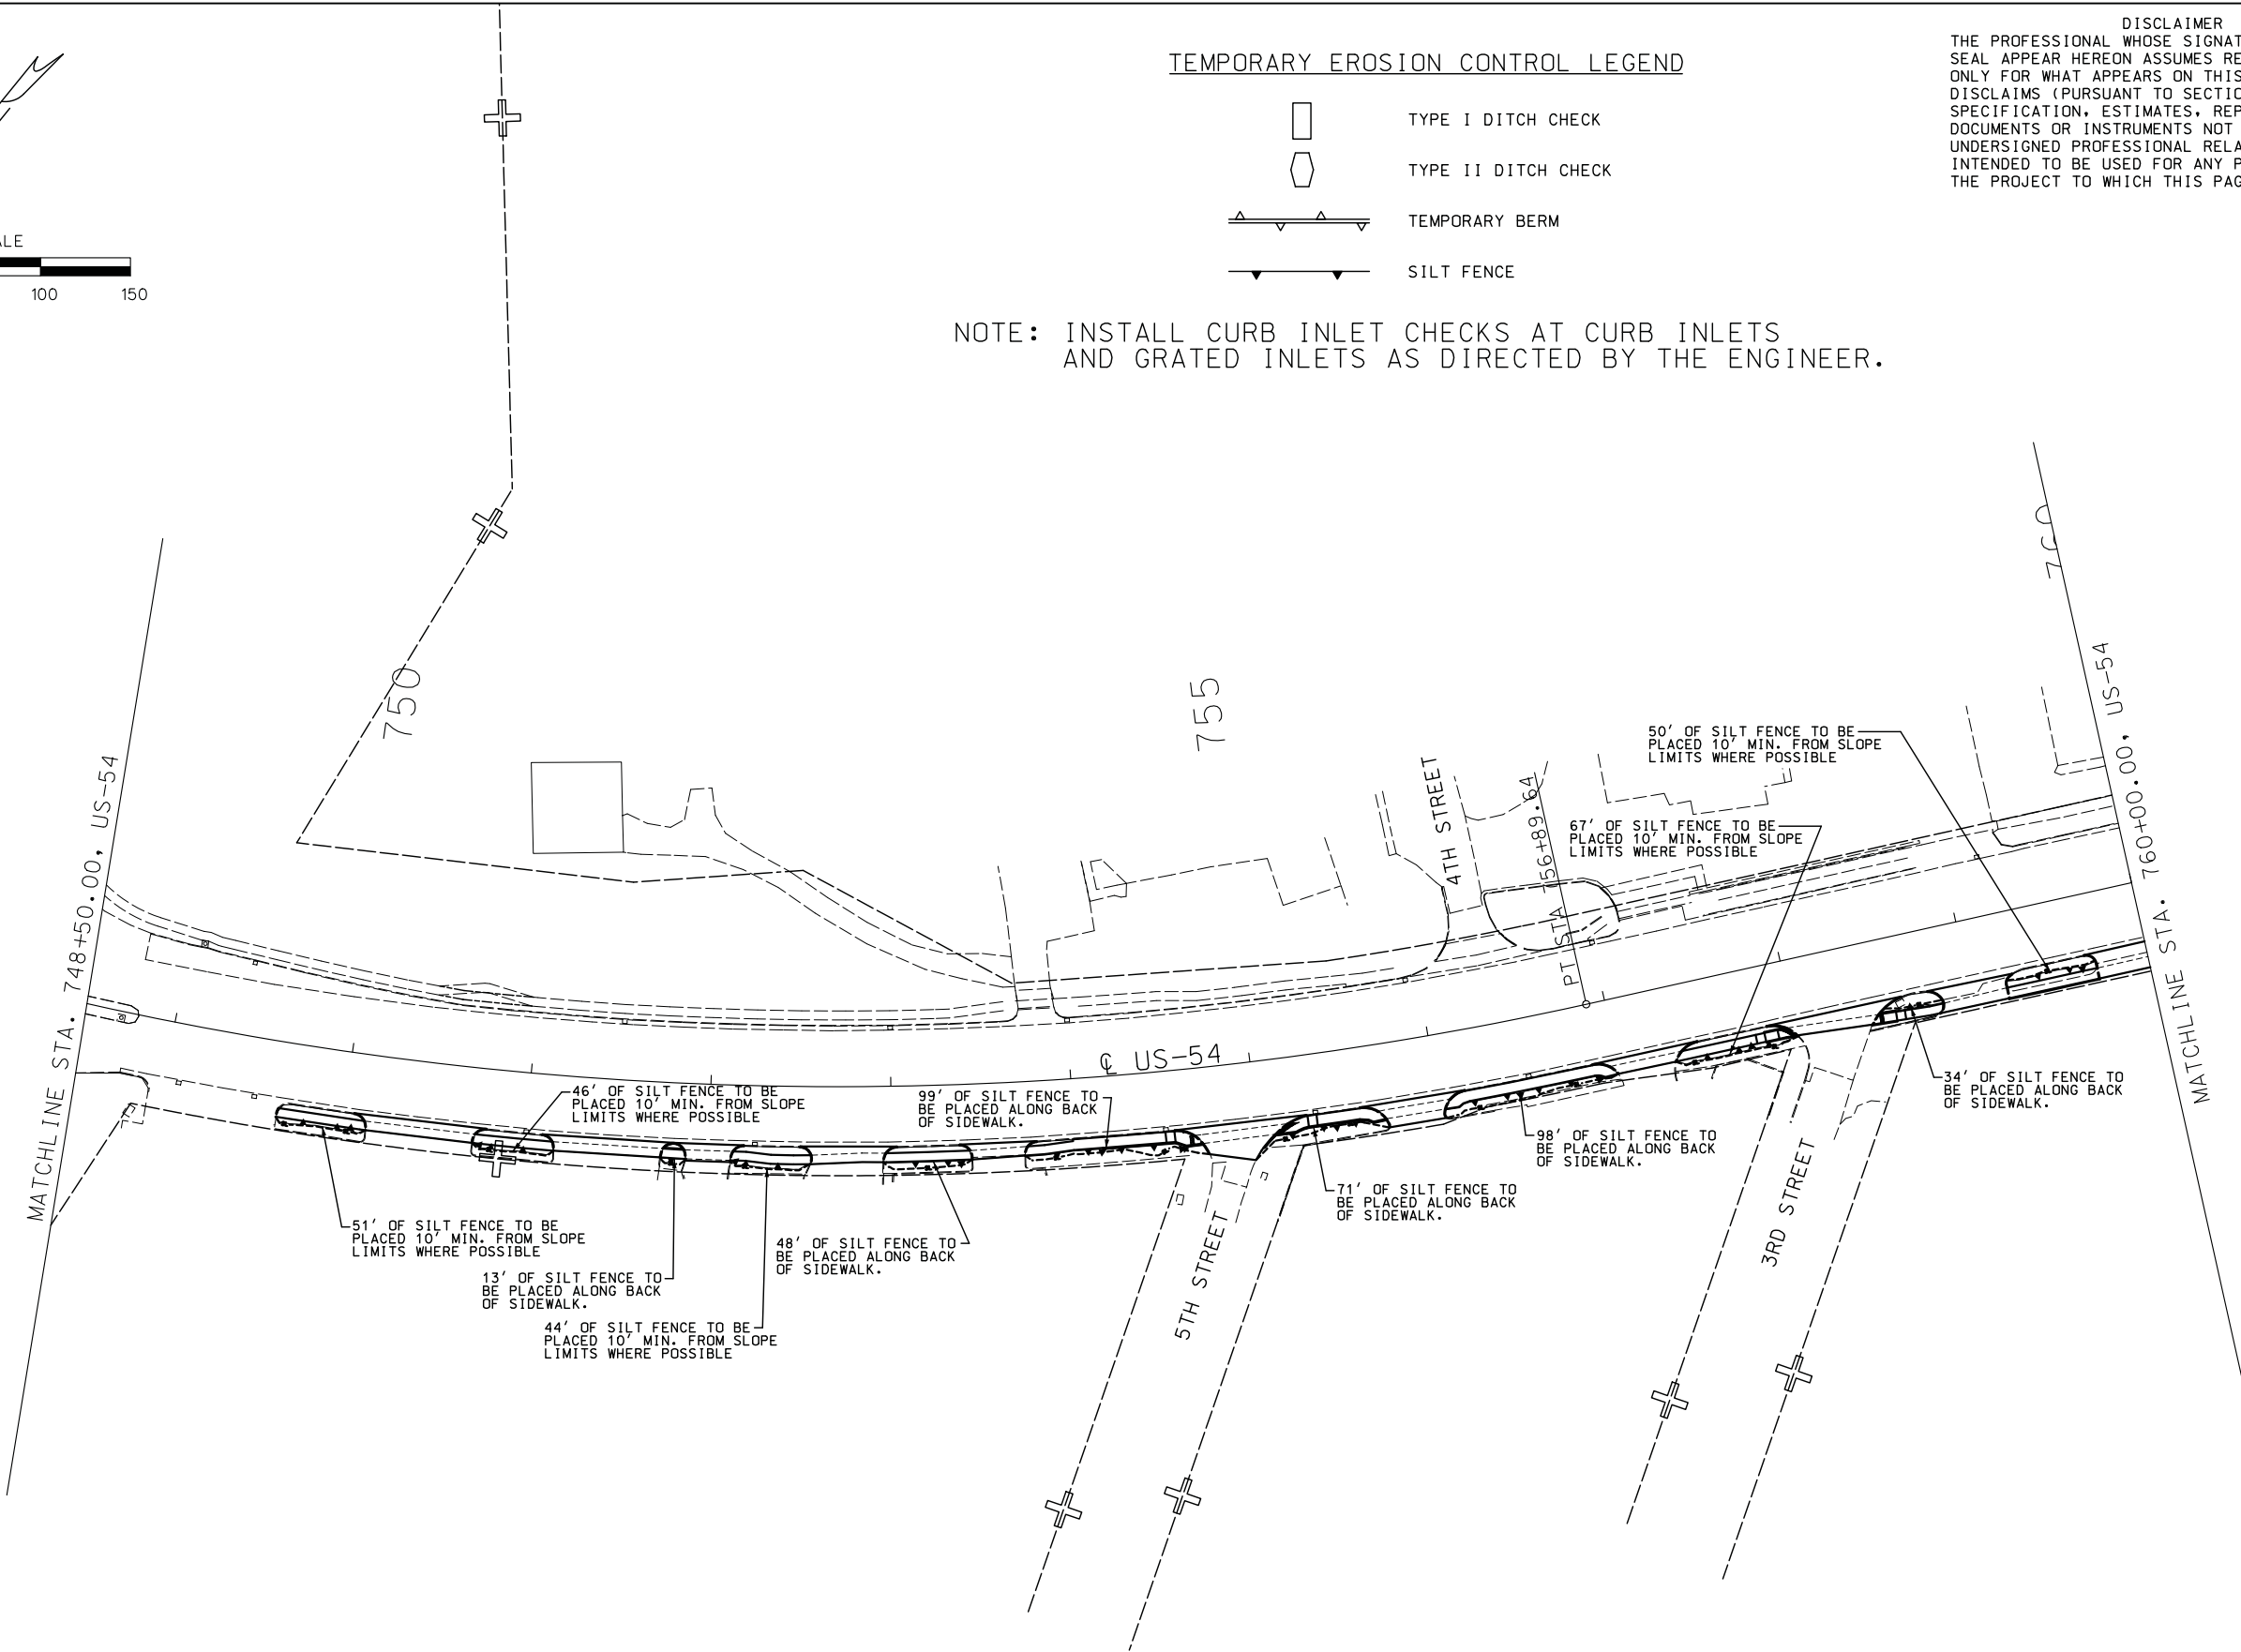 TEMPORARY EROSION CONTROL LEGEND
TYPE I DITCH CHECK
TYPE II DITCH CHECK
TEMPORARY BERM
SILT FENCE
NOTE: INSTALL CURB INLET CHECKS AT CURB INLETS
AND GRATED INLETS AS DIRECTED BY THE ENGINEER.
DISCLAIMER
THE PROFESSIONAL WHOSE
SEAL APPEAR HEREON ASSUMES
ONLY FOR WHAT APPEARS ON THIS
DISCLAIMS (PURSUANT TO
SPECIFICATION, ESTIMATES,
DOCUMENTS OR INSTRUMENTS NOT
UNDERSIGNED PROFESSIONAL
INTENDED TO BE USED FOR ANY
THE PROJECT TO WHICH THIS
100 150
750
755
760
MATCHLINE STA. 748+50.00, US-54
MATCHLINE STA. 760+00.00, US-54
4TH STREET
PT STA 756+89.64
50' OF SILT FENCE TO BE
PLACED 10' MIN. FROM SLOPE
LIMITS WHERE POSSIBLE
67' OF SILT FENCE TO BE
PLACED 10' MIN. FROM SLOPE
LIMITS WHERE POSSIBLE
℄ US-54
46' OF SILT FENCE TO BE
PLACED 10' MIN. FROM SLOPE
LIMITS WHERE POSSIBLE
99' OF SILT FENCE TO
BE PLACED ALONG BACK
OF SIDEWALK.
34' OF SILT FENCE TO
BE PLACED ALONG BACK
OF SIDEWALK.
98' OF SILT FENCE TO
BE PLACED ALONG BACK
OF SIDEWALK.
71' OF SILT FENCE TO
BE PLACED ALONG BACK
OF SIDEWALK.
51' OF SILT FENCE TO BE
PLACED 10' MIN. FROM SLOPE
LIMITS WHERE POSSIBLE
48' OF SILT FENCE TO
BE PLACED ALONG BACK
OF SIDEWALK.
13' OF SILT FENCE TO
BE PLACED ALONG BACK
OF SIDEWALK.
44' OF SILT FENCE TO BE
PLACED 10' MIN. FROM SLOPE
LIMITS WHERE POSSIBLE
5TH STREET
3RD STREET